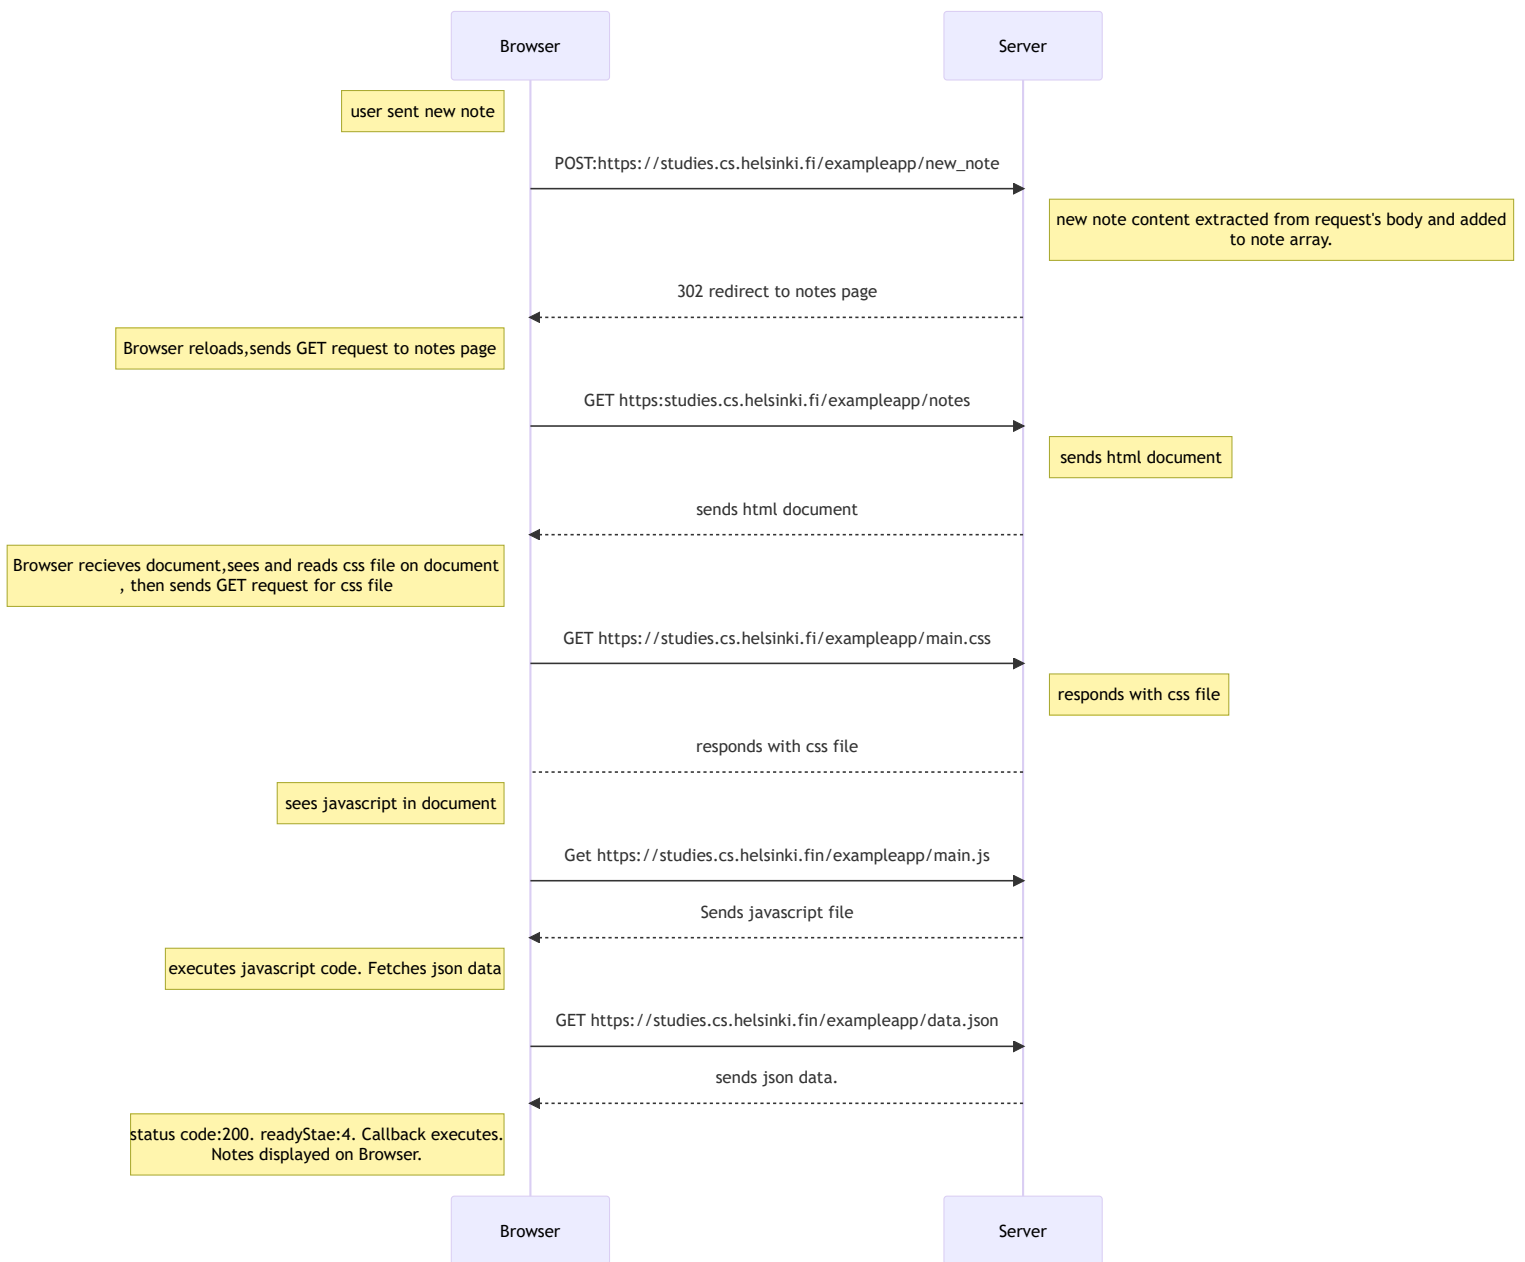 Browser
Server
user sent new note
POST:https://studies.cs.helsinki.fi/exampleapp/new_note
new note content extracted from request's body and added
to note array.
302 redirect to notes page
Browser reloads,sends GET request to notes page
GET https:studies.cs.helsinki.fi/exampleapp/notes
sends html document
sends html document
Browser recieves document,sees and reads css file on document
, then sends GET request for css file
GET https://studies.cs.helsinki.fi/exampleapp/main.css
responds with css file
responds with css file
sees javascript in document
Get https://studies.cs.helsinki.fin/exampleapp/main.js
Sends javascript file
executes javascript code. Fetches json data
GET https://studies.cs.helsinki.fin/exampleapp/data.json
sends json data.
status code:200. readyStae:4. Callback executes.
Notes displayed on Browser.
Browser
Server